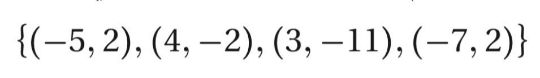 {(−5, 2), (4, −2), (3, −11), (−7, 2)}